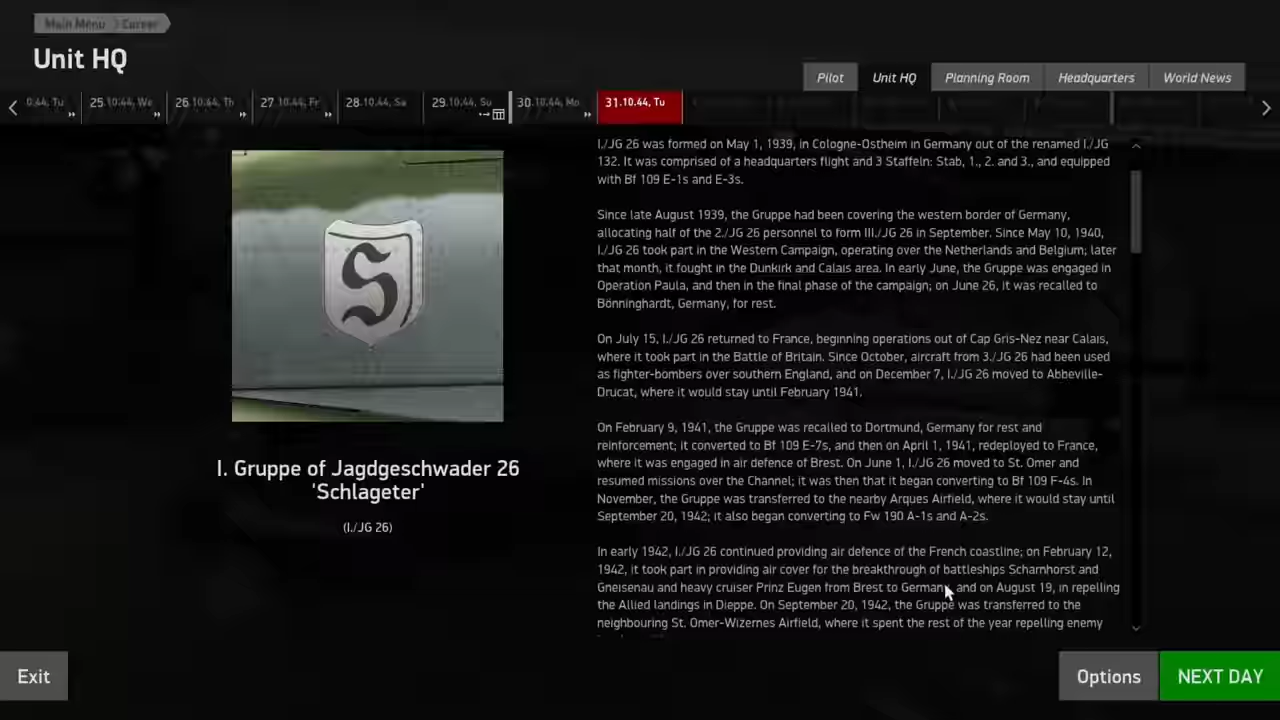 Main Menu Career
Unit HQ
Pilot Unit HQ Planning Room Headquarters World News
0.44, Tu 25.10.44, We 26.10.44, Th 27.10.44, Fr 28.10.44, Sa 29.10.44, Su 30.10.44, Mo 31.10.44, Tu
I./JG 26 was formed on May 1, 1939, in Cologne-Ostheim in Germany out of the renamed I./JG
132. It was comprised of a headquarters flight and 3 Staffeln: Stab, 1., 2. and 3., and equipped
with Bf 109 E-1s and E-3s.
Since late August 1939, the Gruppe had been covering the western border of Germany,
allocating half of the 2./JG 26 personnel to form III./JG 26 in September. Since May 10, 1940,
I./JG 26 took part in the Western Campaign, operating over the Netherlands and Belgium; later
that month, it fought in the Dunkirk and Calais area. In early June, the Gruppe was engaged in
Operation Paula, and then in the final phase of the campaign; on June 26, it was recalled to
Bönninghardt, Germany, for rest.
On July 15, I./JG 26 returned to France, beginning operations out of Cap Gris-Nez near Calais,
where it took part in the Battle of Britain. Since October, aircraft from 3./JG 26 had been used
as fighter-bombers over southern England, and on December 7, I./JG 26 moved to Abbeville-
Drucat, where it would stay until February 1941.
On February 9, 1941, the Gruppe was recalled to Dortmund, Germany for rest and
reinforcement; it converted to Bf 109 E-7s, and then on April 1, 1941, redeployed to France,
where it was engaged in air defence of Brest. On June 1, I./JG 26 moved to St. Omer and
resumed missions over the Channel; it was then that it began converting to Bf 109 F-4s. In
November, the Gruppe was transferred to the nearby Arques Airfield, where it would stay until
September 20, 1942; it also began converting to Fw 190 A-1s and A-2s.
In early 1942, I./JG 26 continued providing air defence of the French coastline; on February 12,
1942, it took part in providing air cover for the breakthrough of battleships Scharnhorst and
Gneisenau and heavy cruiser Prinz Eugen from Brest to Germany, and on August 19, in repelling
the Allied landings in Dieppe. On September 20, 1942, the Gruppe was transferred to the
neighbouring St. Omer-Wizernes Airfield, where it spent the rest of the year repelling enemy
S
I. Gruppe of Jagdgeschwader 26
'Schlageter'
(I./JG 26)
Exit Options NEXT DAY